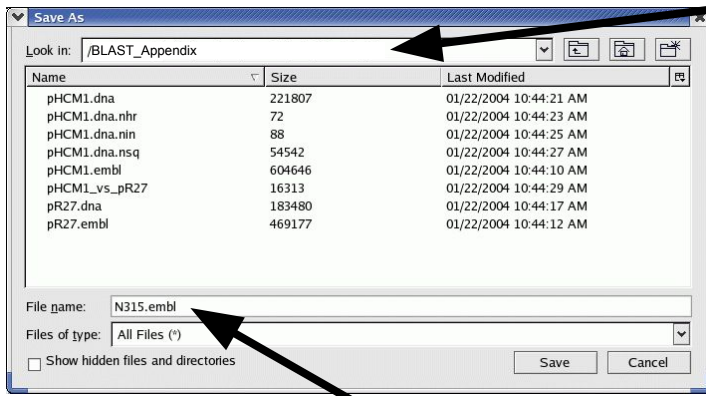 Save As
Look in: /BLAST_Appendix
Name Size Last Modified
pHCM1.dna 221807 01/22/2004 10:44:21 AM
pHCM1.dna.nhr 72 01/22/2004 10:44:23 AM
pHCM1.dna.nin 88 01/22/2004 10:44:25 AM
pHCM1.dna.nsq 54542 01/22/2004 10:44:27 AM
pHCM1.embl 604646 01/22/2004 10:44:10 AM
pHCM1_vs_pR27 16313 01/22/2004 10:44:29 AM
pR27.dna 183480 01/22/2004 10:44:17 AM
pR27.embl 469177 01/22/2004 10:44:12 AM
File name: N315.embl
Files of type: All Files (*)
Show hidden files and directories Save Cancel